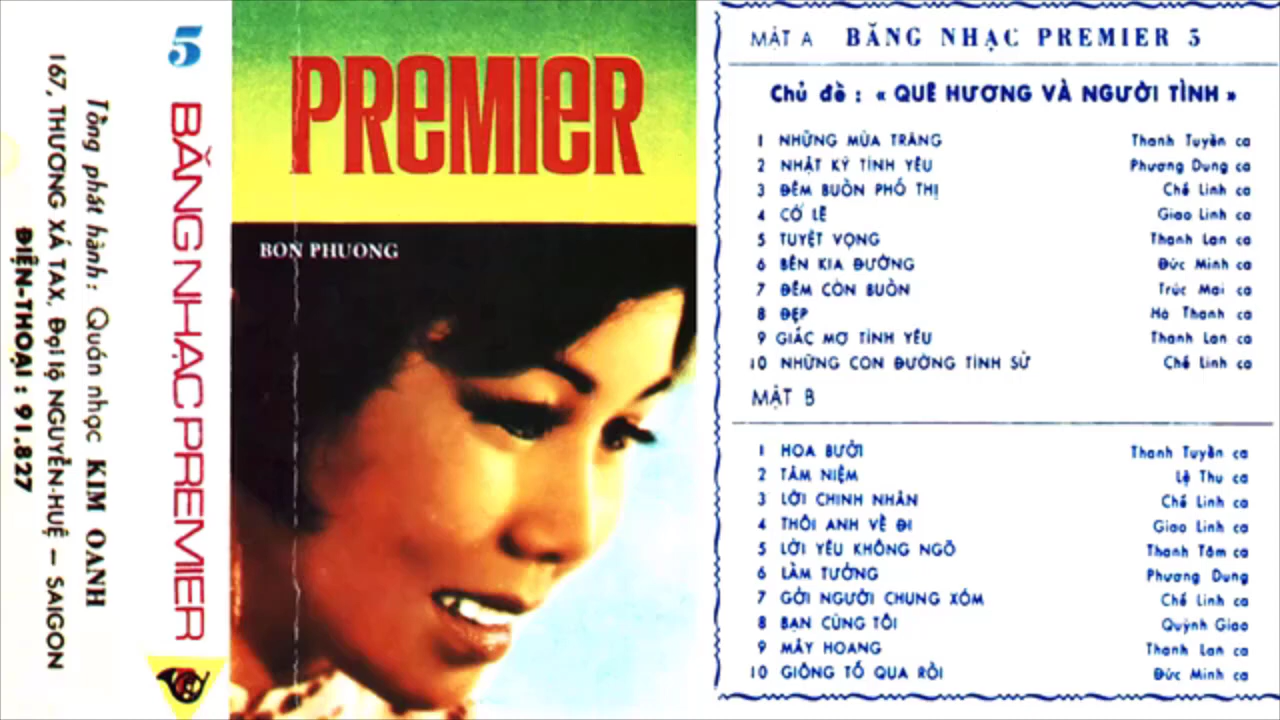 5 BĂNG NHẠC PREMIER
Tổng phát hành: Quán nhạc KIM OANH
167, THƯƠNG XÁ TAX, Đại lộ NGUYỄN-HUỆ — SAIGON
ĐIỆN-THOẠI : 91.827
PREMIER
BON PHUONG
MẶT A BĂNG NHẠC PREMIER 5
Chủ đề : « QUÊ HƯƠNG VÀ NGƯỜI TÌNH »
1 NHỮNG MÙA TRĂNG Thanh Tuyền ca
2 NHẬT KÝ TÌNH YÊU Phương Dung ca
3 ĐÊM BUỒN PHỐ THỊ Chế Linh ca
4 CỚ LẼ Giao Linh ca
5 TUYỆT VỌNG Thanh Lan ca
6 BÊN KIA ĐƯỜNG Đức Minh ca
7 ĐÊM CÒN BUỒN Trúc Mai ca
8 ĐẸP Hà Thanh ca
9 GIẤC MƠ TÌNH YÊU Thanh Lan ca
10 NHỮNG CON ĐƯỜNG TÌNH SỬ Chế Linh ca
MẶT B
1 HOA BƯỞI Thanh Tuyền ca
2 TÂM NIỆM Lệ Thu ca
3 LỜI CHINH NHÂN Chế Linh ca
4 THÔI ANH VỀ ĐI Giao Linh ca
5 LỜI YÊU KHÔNG NGÕ Thanh Tâm ca
6 LẦM TƯỞNG Phương Dung
7 GỞI NGƯỜI CHUNG XÓM Chế Linh ca
8 BẠN CÙNG TÔI Quỳnh Giao
9 MÂY HOANG Thanh Lan ca
10 GIÔNG TỐ QUA RỒI Đức Minh ca